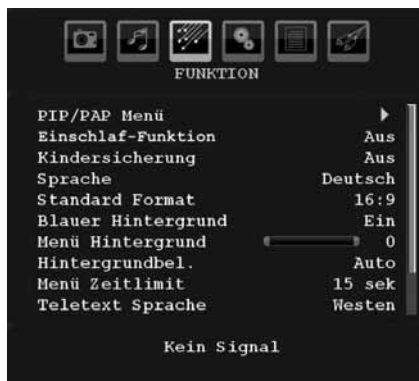 FUNKTION
PIP/PAP Menü
Einschlaf-Funktion Aus
Kindersicherung Aus
Sprache Deutsch
Standard Format 16:9
Blauer Hintergrund Ein
Menü Hintergrund 0
Hintergrundbel. Auto
Menü Zeitlimit 15 sek
Teletext Sprache Westen
Kein Signal